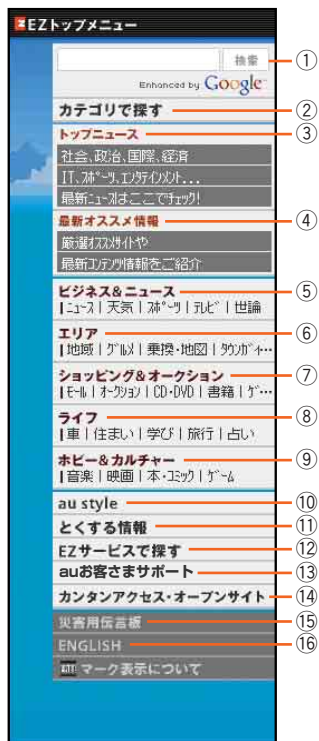 EZトップメニュー
検索 ①
Enhanced by Google
カテゴリで探す ②
トップニュース ③
社会、政治、国際、経済
IT、スポーツ、エンタテインメント...
最新ニュースはここでチェック!
最新オススメ情報 ④
厳選オススメサイトや
最新コンテンツ情報をご紹介
ビジネス&ニュース ⑤
|ニュース|天気|スポーツ|テレビ|世論
エリア ⑥
|地域|グルメ|乗換・地図|タウンガイ…
ショッピング&オークション ⑦
|モール|オークション|CD・DVD|書籍|ゲ…
ライフ ⑧
|車|住まい|学び|旅行|占い
ホビー&カルチャー ⑨
|音楽|映画|本・コミック|ゲーム
au style ⑩
とくする情報 ⑪
EZサービスで探す ⑫
auお客さまサポート ⑬
カンタンアクセス・オープンサイト ⑭
災害用伝言板 ⑮
ENGLISH ⑯
マーク表示について